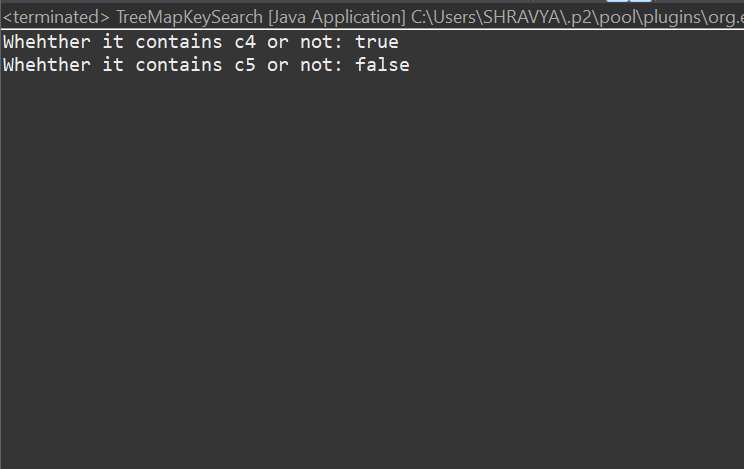 <terminated> TreeMapKeySearch [Java Application] C:\Users\SHRAVYA\.p2\pool\plugins\org.e
Whehther it contains c4 or not: true
Whehther it contains c5 or not: false